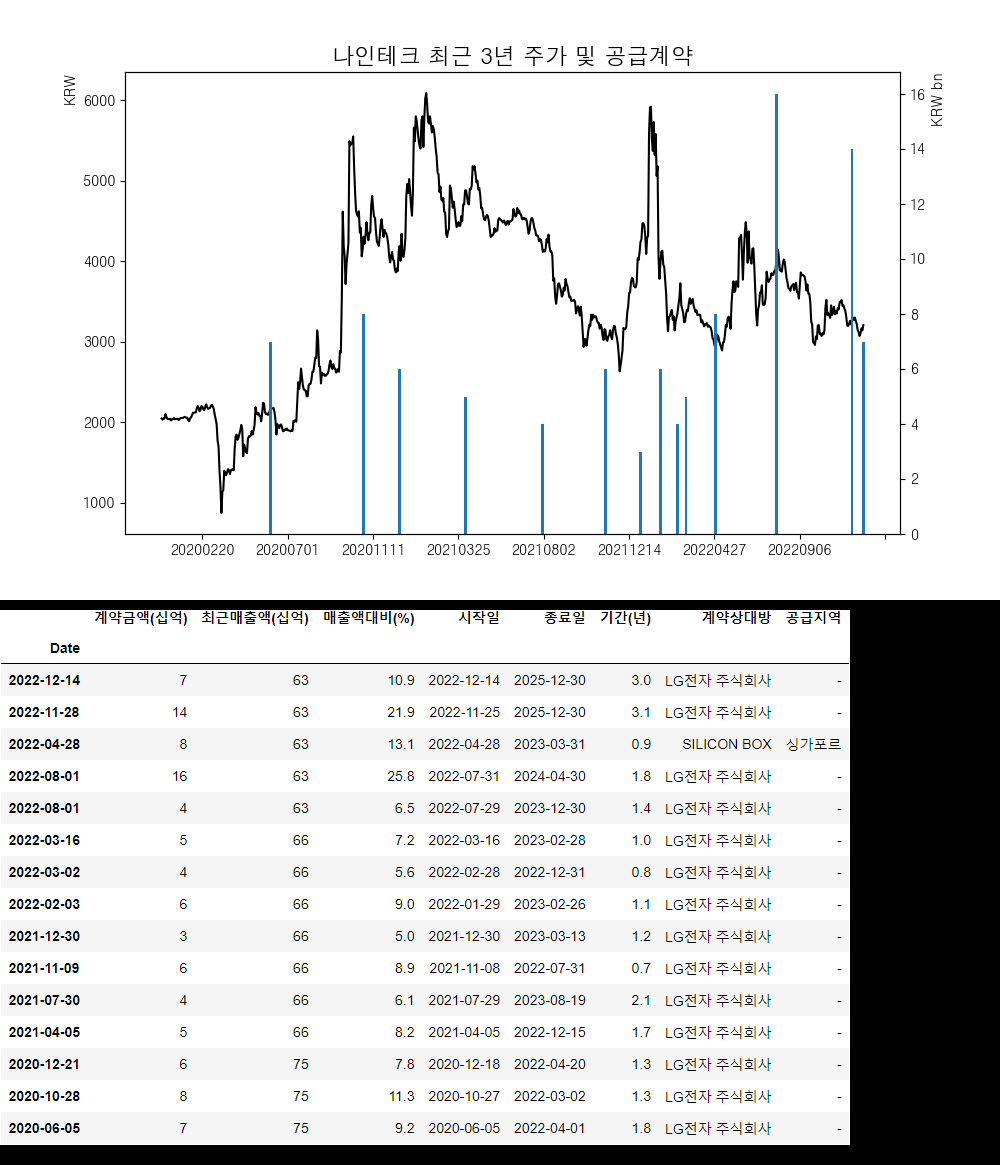 나인테크 최근 3년 주가 및 공급계약
KRW
KRW bn
6000
5000
4000
3000
2000
1000
16
14
12
10
8
6
4
2
0
20200220 20200701 20201111 20210325 20210802 20211214 20220427 20220906
계약금액(십억) 최근매출액(십억) 매출액대비(%) 시작일 종료일 기간(년) 계약상대방 공급지역
Date
2022-12-14 7 63 10.9 2022-12-14 2025-12-30 3.0 LG전자 주식회사 -
2022-11-28 14 63 21.9 2022-11-25 2025-12-30 3.1 LG전자 주식회사 -
2022-04-28 8 63 13.1 2022-04-28 2023-03-31 0.9 SILICON BOX 싱가포르
2022-08-01 16 63 25.8 2022-07-31 2024-04-30 1.8 LG전자 주식회사 -
2022-08-01 4 63 6.5 2022-07-29 2023-12-30 1.4 LG전자 주식회사 -
2022-03-16 5 66 7.2 2022-03-16 2023-02-28 1.0 LG전자 주식회사 -
2022-03-02 4 66 5.6 2022-02-28 2022-12-31 0.8 LG전자 주식회사 -
2022-02-03 6 66 9.0 2022-01-29 2023-02-26 1.1 LG전자 주식회사 -
2021-12-30 3 66 5.0 2021-12-30 2023-03-13 1.2 LG전자 주식회사 -
2021-11-09 6 66 8.9 2021-11-08 2022-07-31 0.7 LG전자 주식회사 -
2021-07-30 4 66 6.1 2021-07-29 2023-08-19 2.1 LG전자 주식회사 -
2021-04-05 5 66 8.2 2021-04-05 2022-12-15 1.7 LG전자 주식회사 -
2020-12-21 6 75 7.8 2020-12-18 2022-04-20 1.3 LG전자 주식회사 -
2020-10-28 8 75 11.3 2020-10-27 2022-03-02 1.3 LG전자 주식회사 -
2020-06-05 7 75 9.2 2020-06-05 2022-04-01 1.8 LG전자 주식회사 -